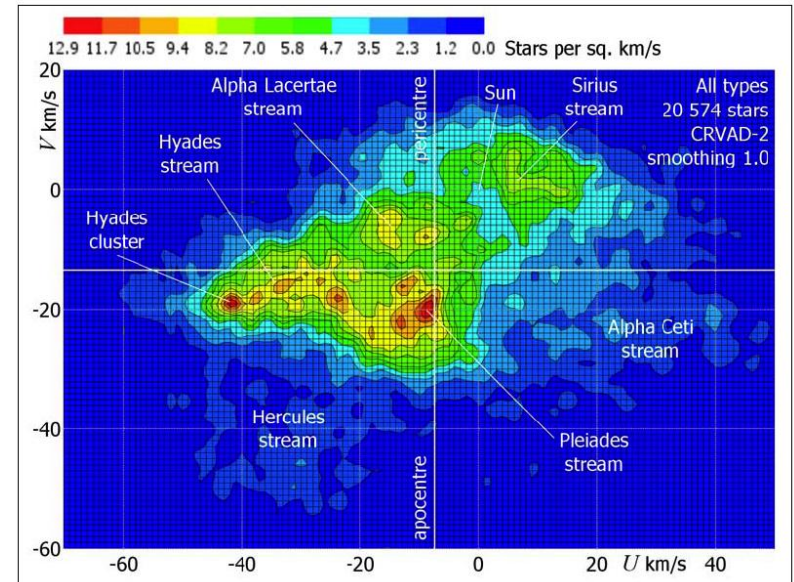 12.9 11.7 10.5 9.4 8.2 7.0 5.8 4.7 3.5 2.3 1.2 0.0 Stars per sq. km/s
20
V km/s
Alpha Lacertae
stream
pericentre
Sun
Sirius
stream
All types
20 574 stars
CRVAD-2
smoothing 1.0
Hyades
stream
0
Hyades
cluster
-20
Alpha Ceti
stream
Hercules
stream
-40
Pleiades
stream
apocentre
-60
-60 -40 -20 0 20 U km/s 40